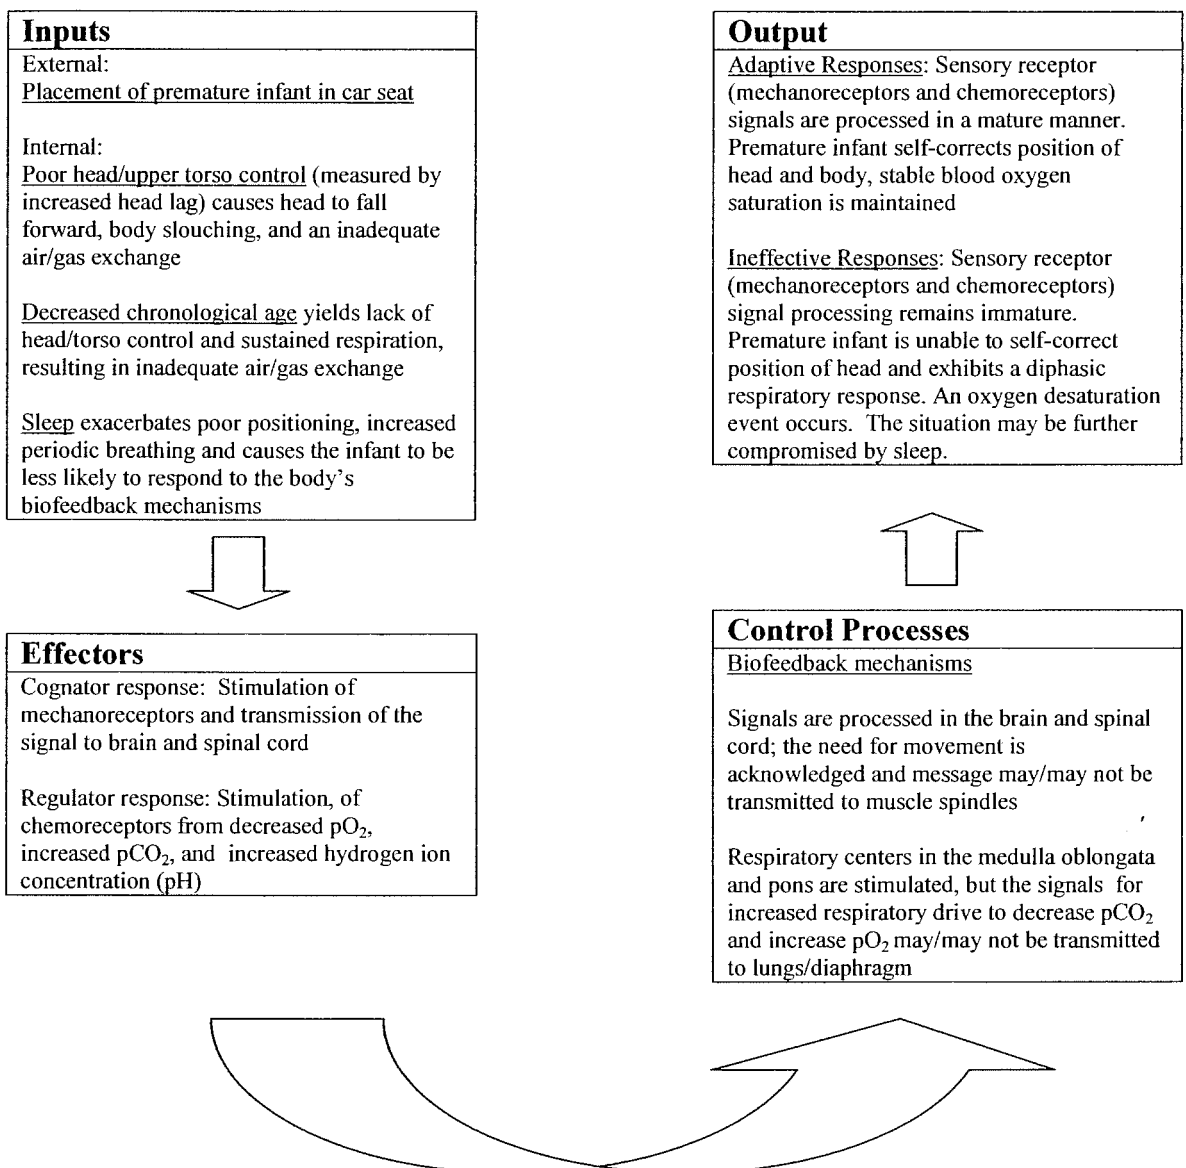 Inputs
External:
Placement of premature infant in car seat
Internal:
Poor head/upper torso control (measured by
increased head lag) causes head to fall
forward, body slouching, and an inadequate
air/gas exchange
Decreased chronological age yields lack of
head/torso control and sustained respiration,
resulting in inadequate air/gas exchange
Sleep exacerbates poor positioning, increased
periodic breathing and causes the infant to be
less likely to respond to the body's
biofeedback mechanisms
Effectors
Cognator response: Stimulation of
mechanoreceptors and transmission of the
signal to brain and spinal cord
Regulator response: Stimulation, of
chemoreceptors from decreased pO₂,
increased pCO₂, and increased hydrogen ion
concentration (pH)
Control Processes
Biofeedback mechanisms
Signals are processed in the brain and spinal
cord; the need for movement is
acknowledged and message may/may not be
transmitted to muscle spindles
Respiratory centers in the medulla oblongata
and pons are stimulated, but the signals for
increased respiratory drive to decrease pCO₂
and increase pO₂ may/may not be transmitted
to lungs/diaphragm
Output
Adaptive Responses: Sensory receptor
(mechanoreceptors and chemoreceptors)
signals are processed in a mature manner.
Premature infant self-corrects position of
head and body, stable blood oxygen
saturation is maintained
Ineffective Responses: Sensory receptor
(mechanoreceptors and chemoreceptors)
signal processing remains immature.
Premature infant is unable to self-correct
position of head and exhibits a diphasic
respiratory response. An oxygen desaturation
event occurs. The situation may be further
compromised by sleep.